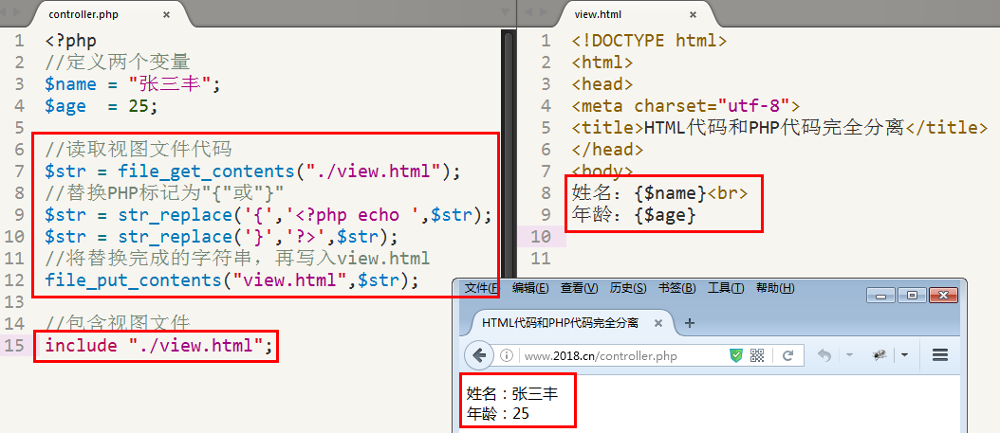 controller.php ×
1 <?php
2 //定义两个变量
3 $name = "张三丰";
4 $age  = 25;
5
6 //读取视图文件代码
7 $str = file_get_contents("./view.html");
8 //替换PHP标记为"{"或"}"
9 $str = str_replace('{','<?php echo ',$str);
10 $str = str_replace('}','?>',$str);
11 //将替换完成的字符串，再写入view.html
12 file_put_contents("view.html",$str);
13
14 //包含视图文件
15 include "./view.html";
view.html ×
1 <!DOCTYPE html>
2 <html>
3 <head>
4 <meta charset="utf-8">
5 <title>HTML代码和PHP代码完全分离</title>
6 </head>
7 <body>
8 姓名：{$name}<br>
9 年龄：{$age}
10
11
文件(F) 编辑(E) 查看(V) 历史(S) 书签(B) 工具(T) 帮助(H)
HTML代码和PHP代码完全分离 × +
www.2018.cn/controller.php
姓名：张三丰
年龄：25